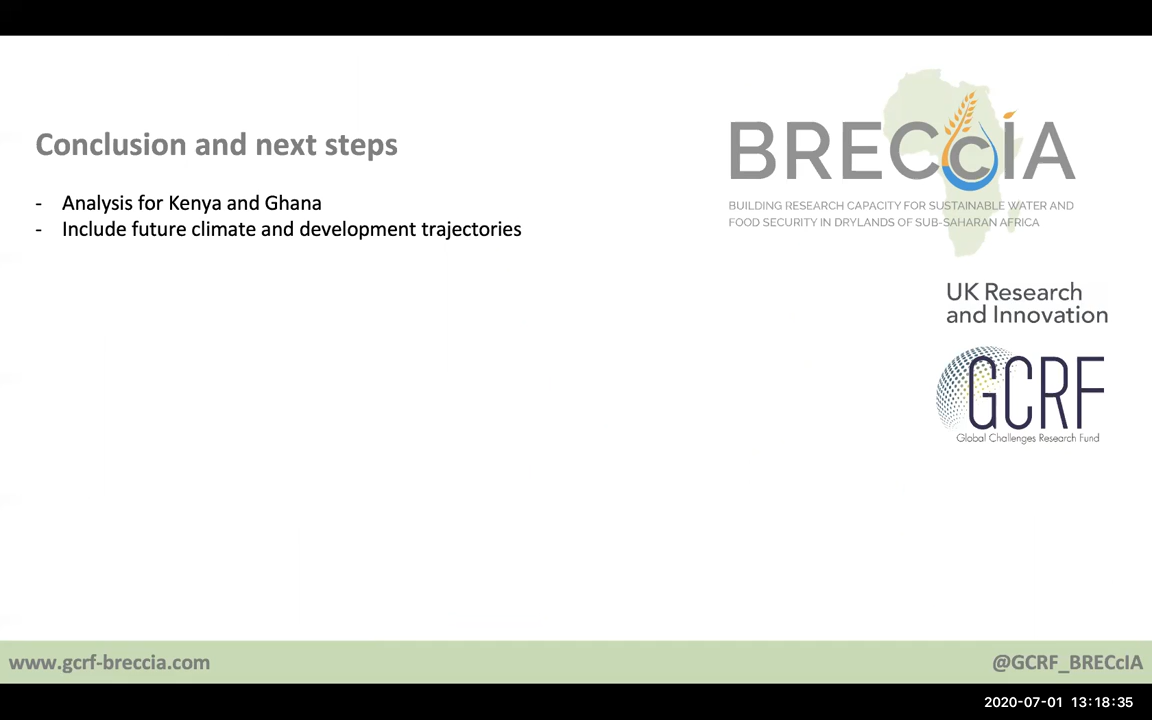 Conclusion and next steps
- Analysis for Kenya and Ghana
- Include future climate and development trajectories
BRECcIA
BUILDING RESEARCH CAPACITY FOR SUSTAINABLE WATER AND
FOOD SECURITY IN DRYLANDS OF SUB-SAHARAN AFRICA
UK Research
and Innovation
GCRF
Global Challenges Research Fund
www.gcrf-breccia.com
@GCRF_BRECcIA
2020-07-01 13:18:35